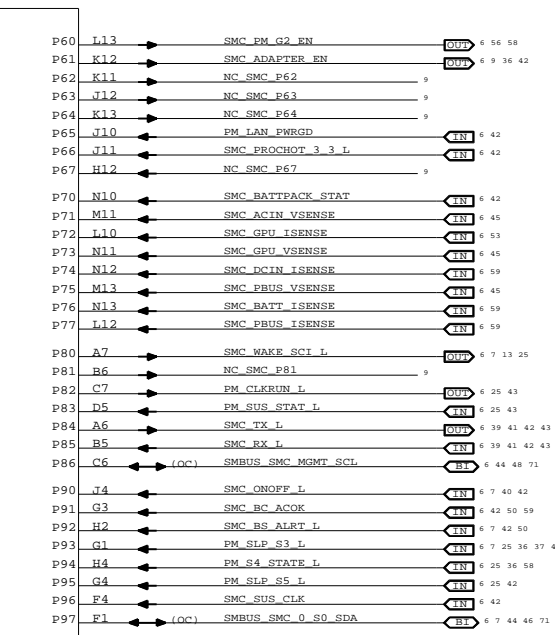 P60 L13 SMC_PM_G2_EN OUT 6 56 58
P61 K12 SMC_ADAPTER_EN OUT 6 9 36 42
P62 K11 NC_SMC_P62 9
P63 J12 NC_SMC_P63 9
P64 K13 NC_SMC_P64 9
P65 J10 PM_LAN_PWRGD IN 6 42
P66 J11 SMC_PROCHOT_3_3_L IN 6 42
P67 H12 NC_SMC_P67 9
P70 N10 SMC_BATTPACK_STAT IN 6 42
P71 M11 SMC_ACIN_VSENSE IN 6 45
P72 L10 SMC_GPU_ISENSE IN 6 53
P73 N11 SMC_GPU_VSENSE IN 6 45
P74 N12 SMC_DCIN_ISENSE IN 6 59
P75 M13 SMC_PBUS_VSENSE IN 6 45
P76 N13 SMC_BATT_ISENSE IN 6 59
P77 L12 SMC_PBUS_ISENSE IN 6 59
P80 A7 SMC_WAKE_SCI_L OUT 6 7 13 25
P81 B6 NC_SMC_P81 9
P82 C7 PM_CLKRUN_L OUT 6 25 43
P83 D5 PM_SUS_STAT_L IN 6 25 43
P84 A6 SMC_TX_L OUT 6 39 41 42 43
P85 B5 SMC_RX_L IN 6 39 41 42 43
P86 C6 (OC) SMBUS_SMC_MGMT_SCL BI 6 44 48 71
P90 J4 SMC_ONOFF_L IN 6 7 40 42
P91 G3 SMC_BC_ACOK IN 6 42 50 59
P92 H2 SMC_BS_ALRT_L IN 6 7 42 50
P93 G1 PM_SLP_S3_L IN 6 7 25 36 37 4
P94 H4 PM_S4_STATE_L IN 6 25 36 58
P95 G4 PM_SLP_S5_L IN 6 25 42
P96 F4 SMC_SUS_CLK IN 6 42
P97 F1 (OC) SMBUS_SMC_0_S0_SDA BI 6 7 44 46 71